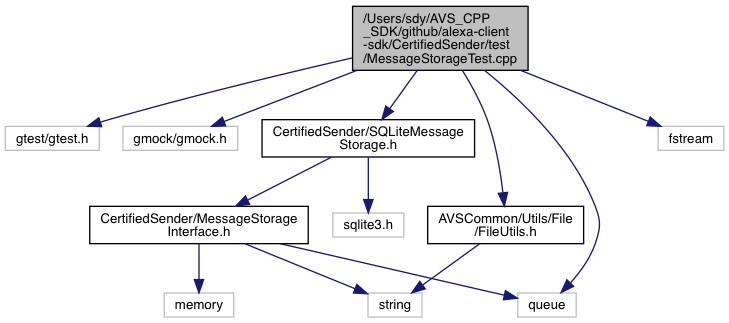 /Users/sdy/AVS_CPP
_SDK/github/alexa-client
-sdk/CertifiedSender/test
/MessageStorageTest.cpp
gtest/gtest.h
gmock/gmock.h
CertifiedSender/SQLiteMessage
Storage.h
fstream
CertifiedSender/MessageStorage
Interface.h
sqlite3.h
AVSCommon/Utils/File
/FileUtils.h
memory
string
queue